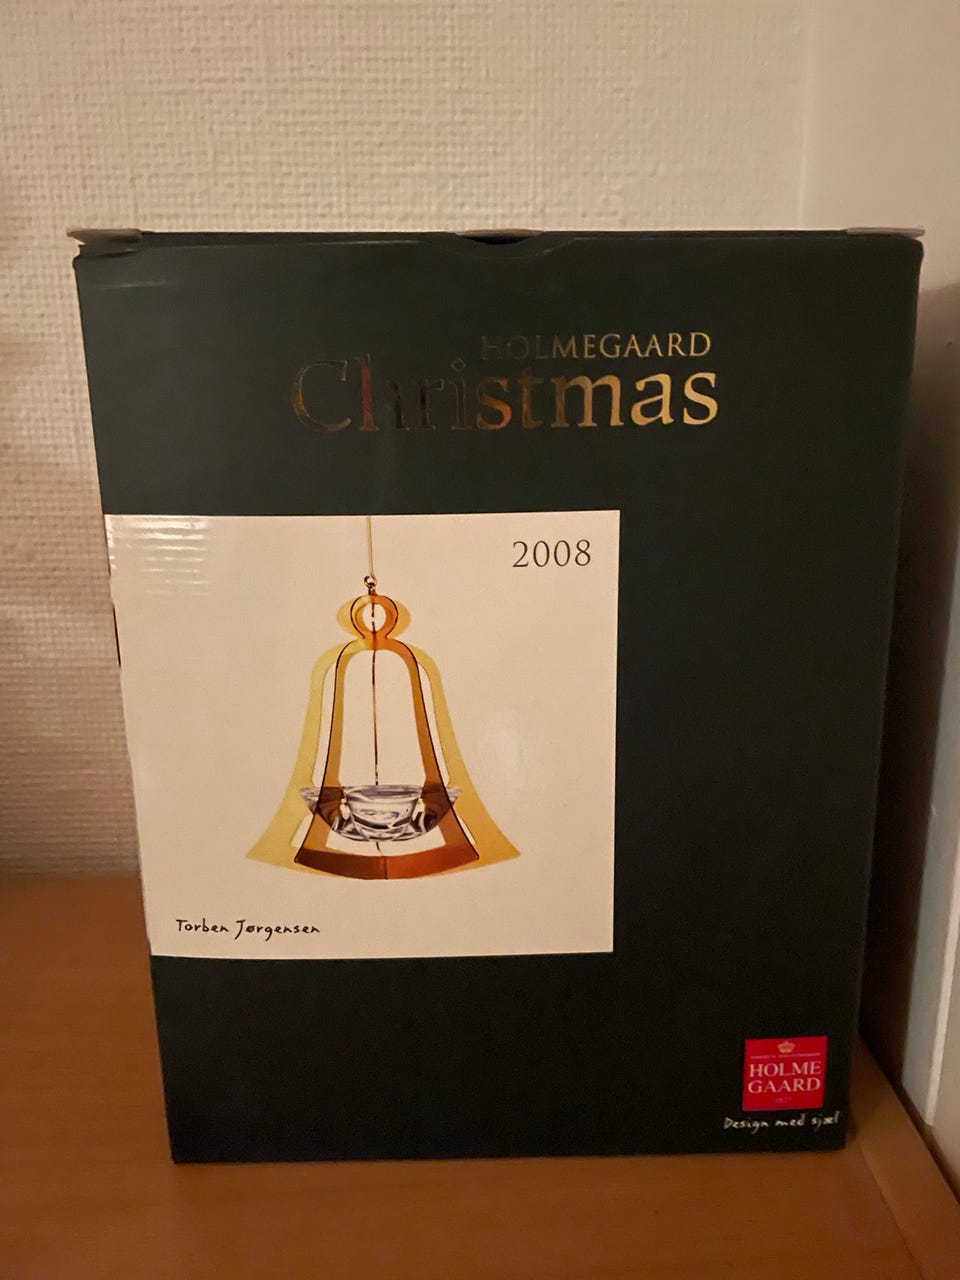 HOLMEGAARD
Christmas
2008
Torben Jørgensen
HOLME
GAARD
Design med sjæl